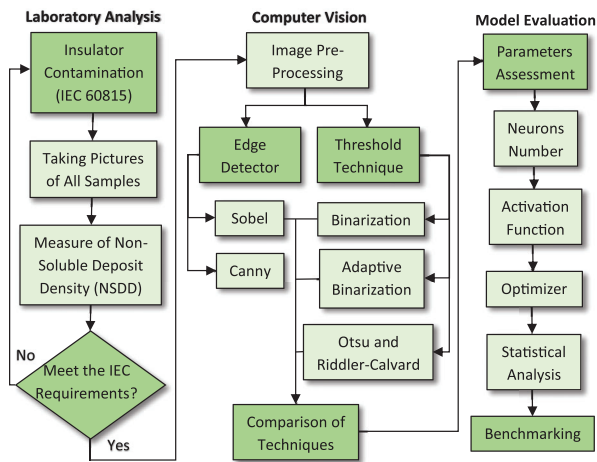 Laboratory Analysis
Insulator
Contamination
(IEC 60815)
Taking Pictures
of All Samples
Measure of Non-
Soluble Deposit
Density (NSDD)
No
Meet the IEC
Requirements?
Yes
Computer Vision
Image Pre-
Processing
Edge
Detector
Threshold
Technique
Sobel
Binarization
Canny
Adaptive
Binarization
Otsu and
Riddler-Calvard
Comparison of
Techniques
Model Evaluation
Parameters
Assessment
Neurons
Number
Activation
Function
Optimizer
Statistical
Analysis
Benchmarking